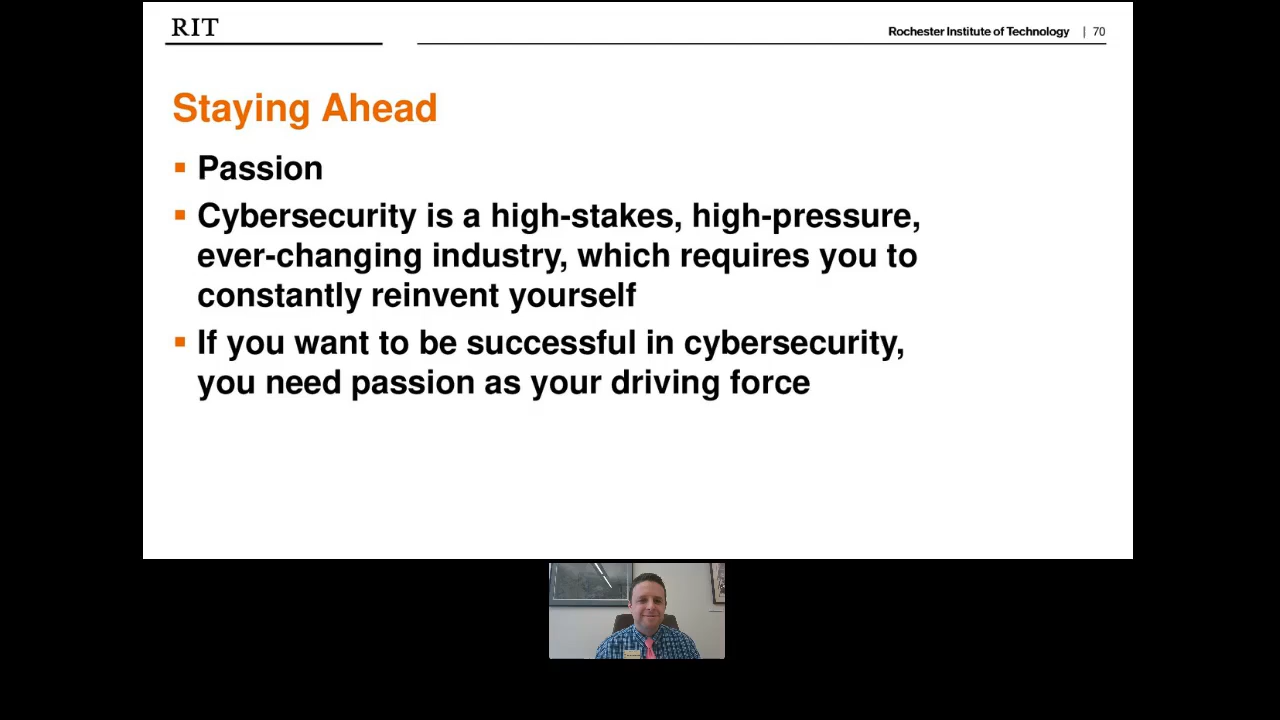 RIT
Rochester Institute of Technology | 70
Staying Ahead
▪ Passion
▪ Cybersecurity is a high-stakes, high-pressure,
ever-changing industry, which requires you to
constantly reinvent yourself
▪ If you want to be successful in cybersecurity,
you need passion as your driving force